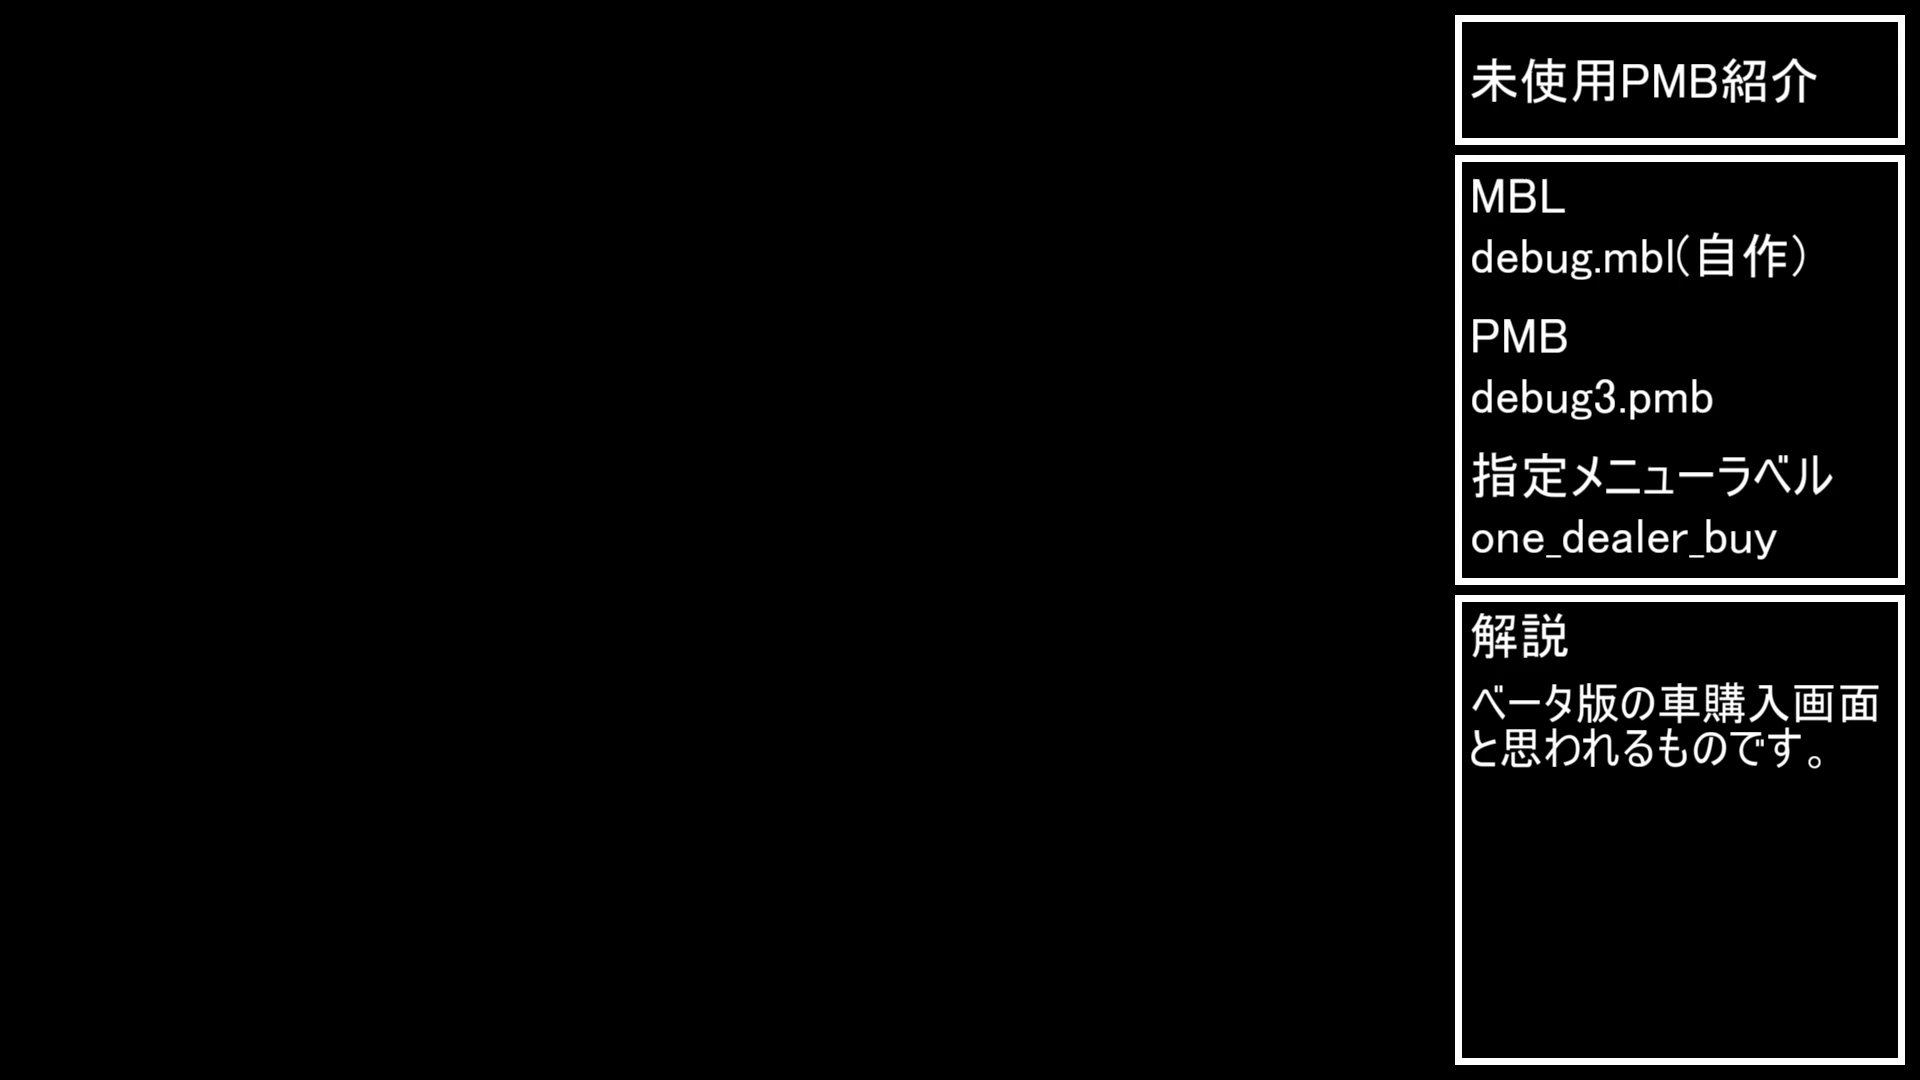 未使用PMB紹介
MBL
debug.mbl(自作)
PMB
debug3.pmb
指定メニューラベル
one_dealer_buy
解説
ベータ版の車購入画面
と思われるものです。